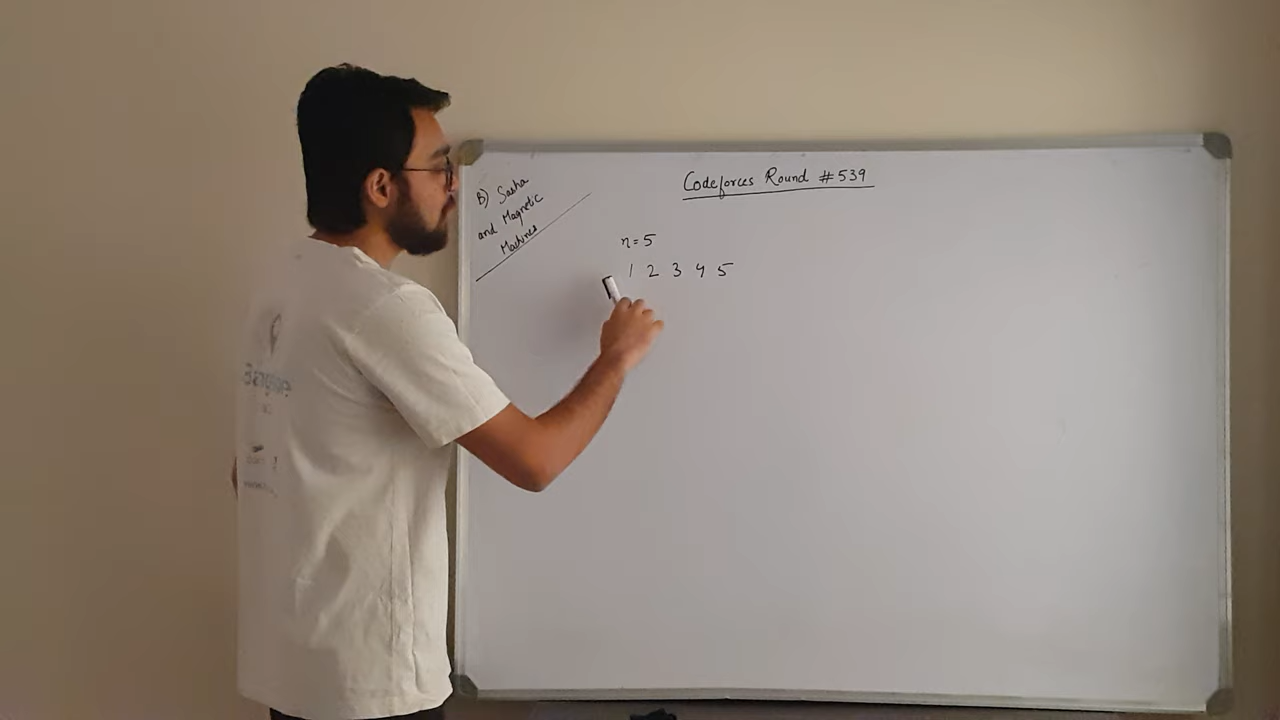 Codeforces Round #539
B) Sasha
and Magnetic
Machines
n=5
1 2 3 4 5